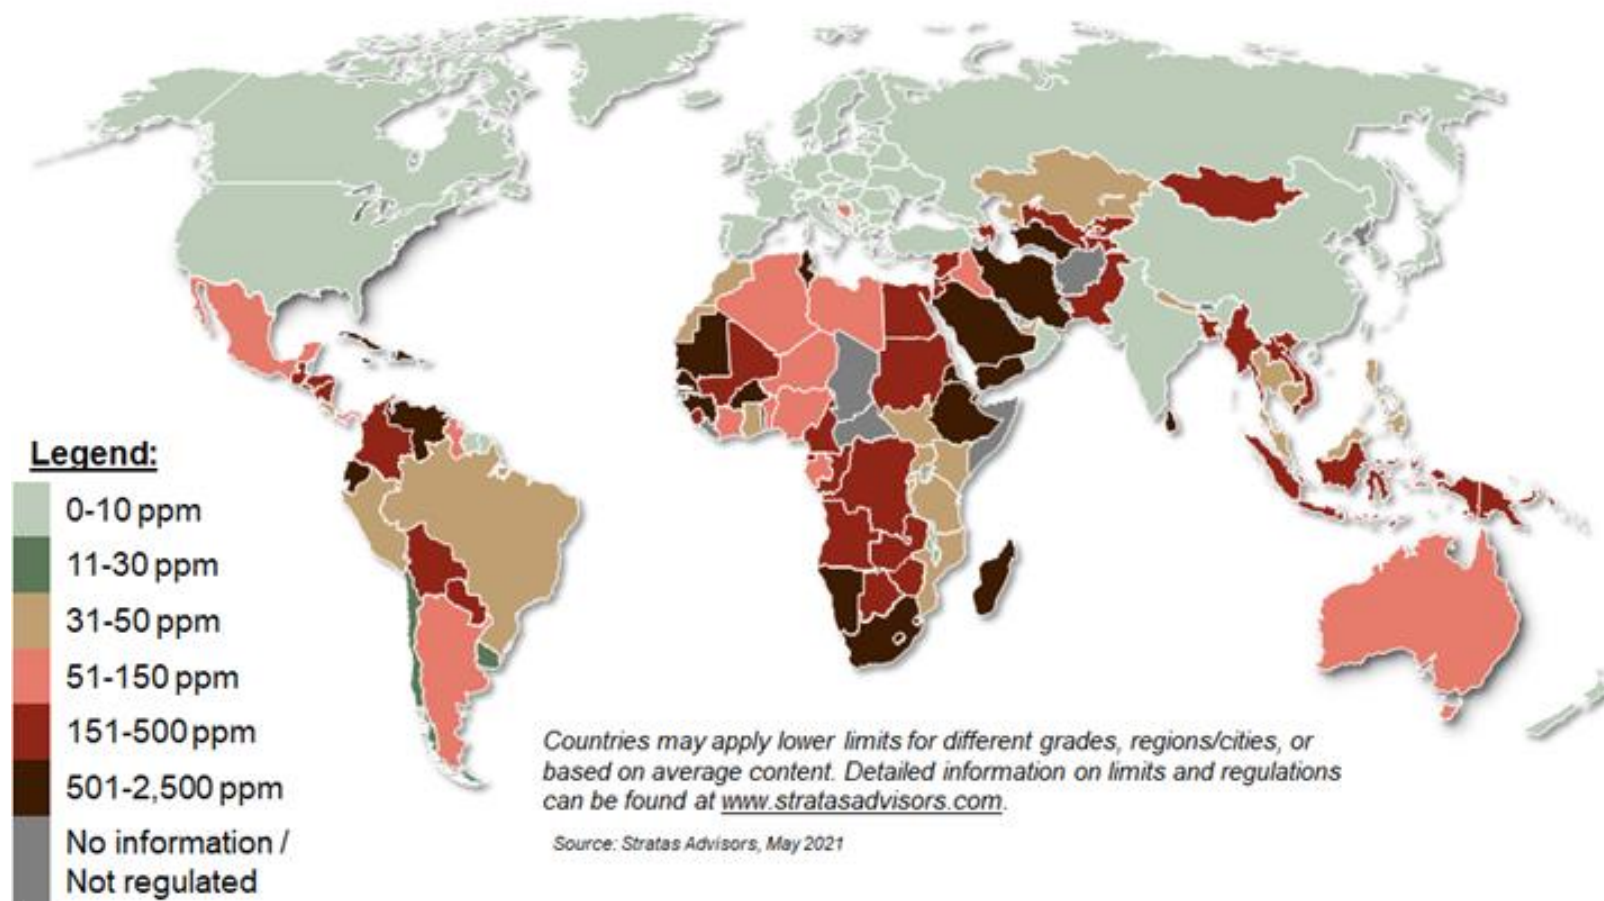 Legend:
0-10 ppm
11-30 ppm
31-50 ppm
51-150 ppm
151-500 ppm
501-2,500 ppm
No information /
Not regulated
Countries may apply lower limits for different grades, regions/cities, or
based on average content. Detailed information on limits and regulations
can be found at www.stratasadvisors.com.
Source: Stratas Advisors, May 2021